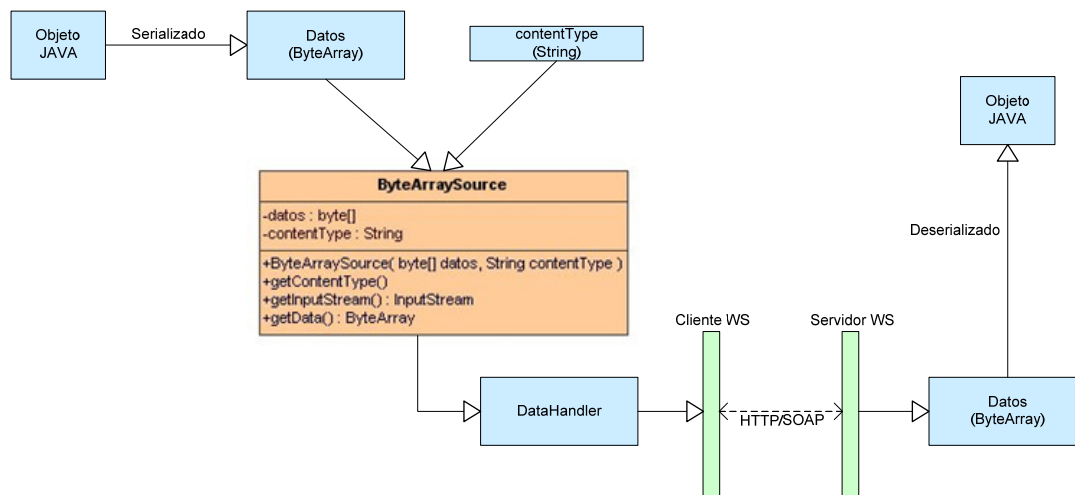 Objeto
JAVA
Serializado
Datos
(ByteArray)
contentType
(String)
Objeto
JAVA
ByteArraySource
-datos : byte[]
-contentType : String
+ByteArraySource( byte[] datos, String contentType )
+getContentType()
+getInputStream() : InputStream
+getData() : ByteArray
Deserializado
Cliente WS
Servidor WS
DataHandler
HTTP/SOAP
Datos
(ByteArray)